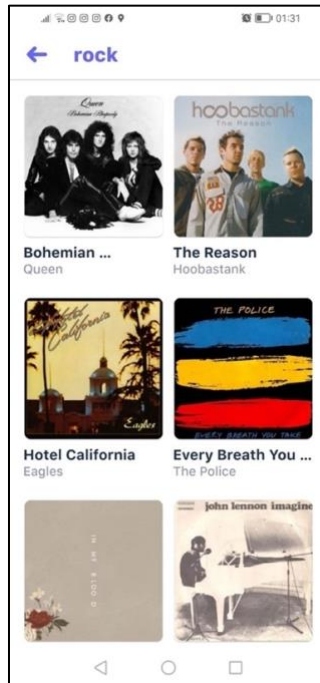 01:31
rock
Queen
Bohemian Rhapsody
hoobastank
The Reason
Bohemian ...
Queen
The Reason
Hoobastank
Hotel California
Eagles
THE POLICE
EVERY BREATH YOU TAKE
Hotel California
Eagles
Every Breath You ...
The Police
IN MY BLOOD
john lennon imagine